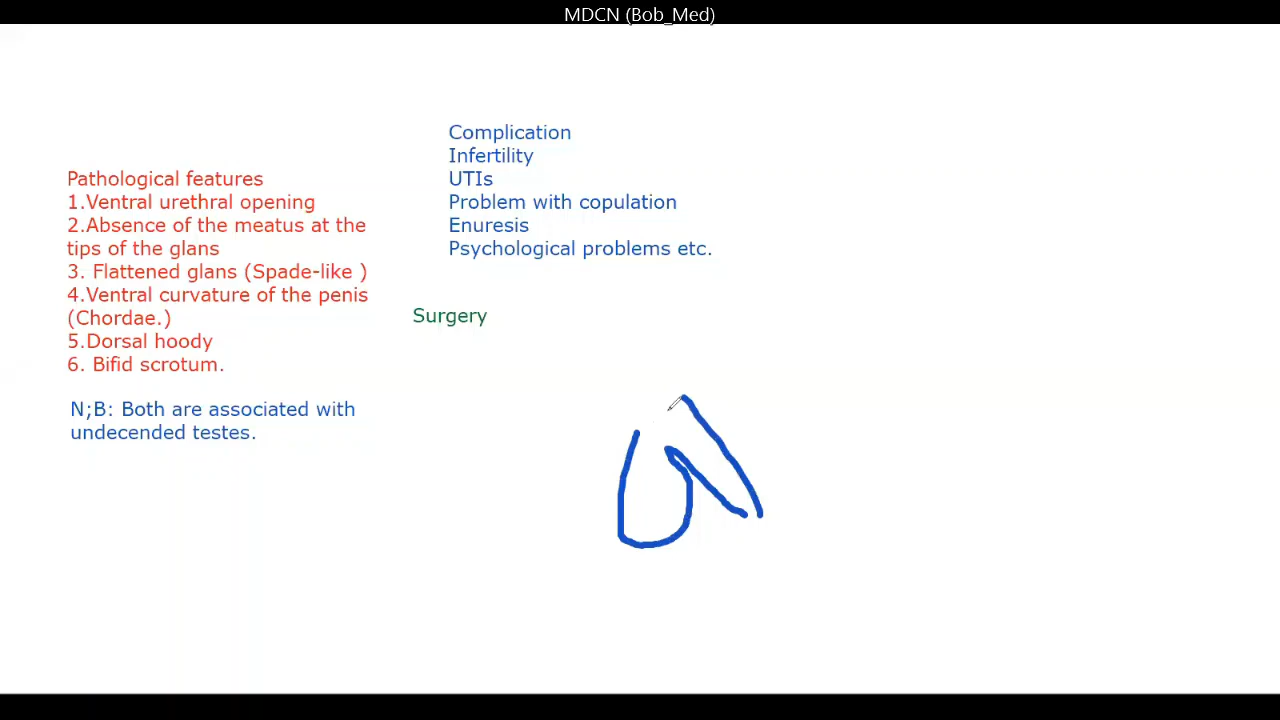 MDCN (Bob_Med)
Pathological features
1.Ventral urethral opening
2.Absence of the meatus at the
tips of the glans
3. Flattened glans (Spade-like )
4.Ventral curvature of the penis
(Chordae.)
5.Dorsal hoody
6. Bifid scrotum.
N;B: Both are associated with
undecended testes.
Complication
Infertility
UTIs
Problem with copulation
Enuresis
Psychological problems etc.
Surgery